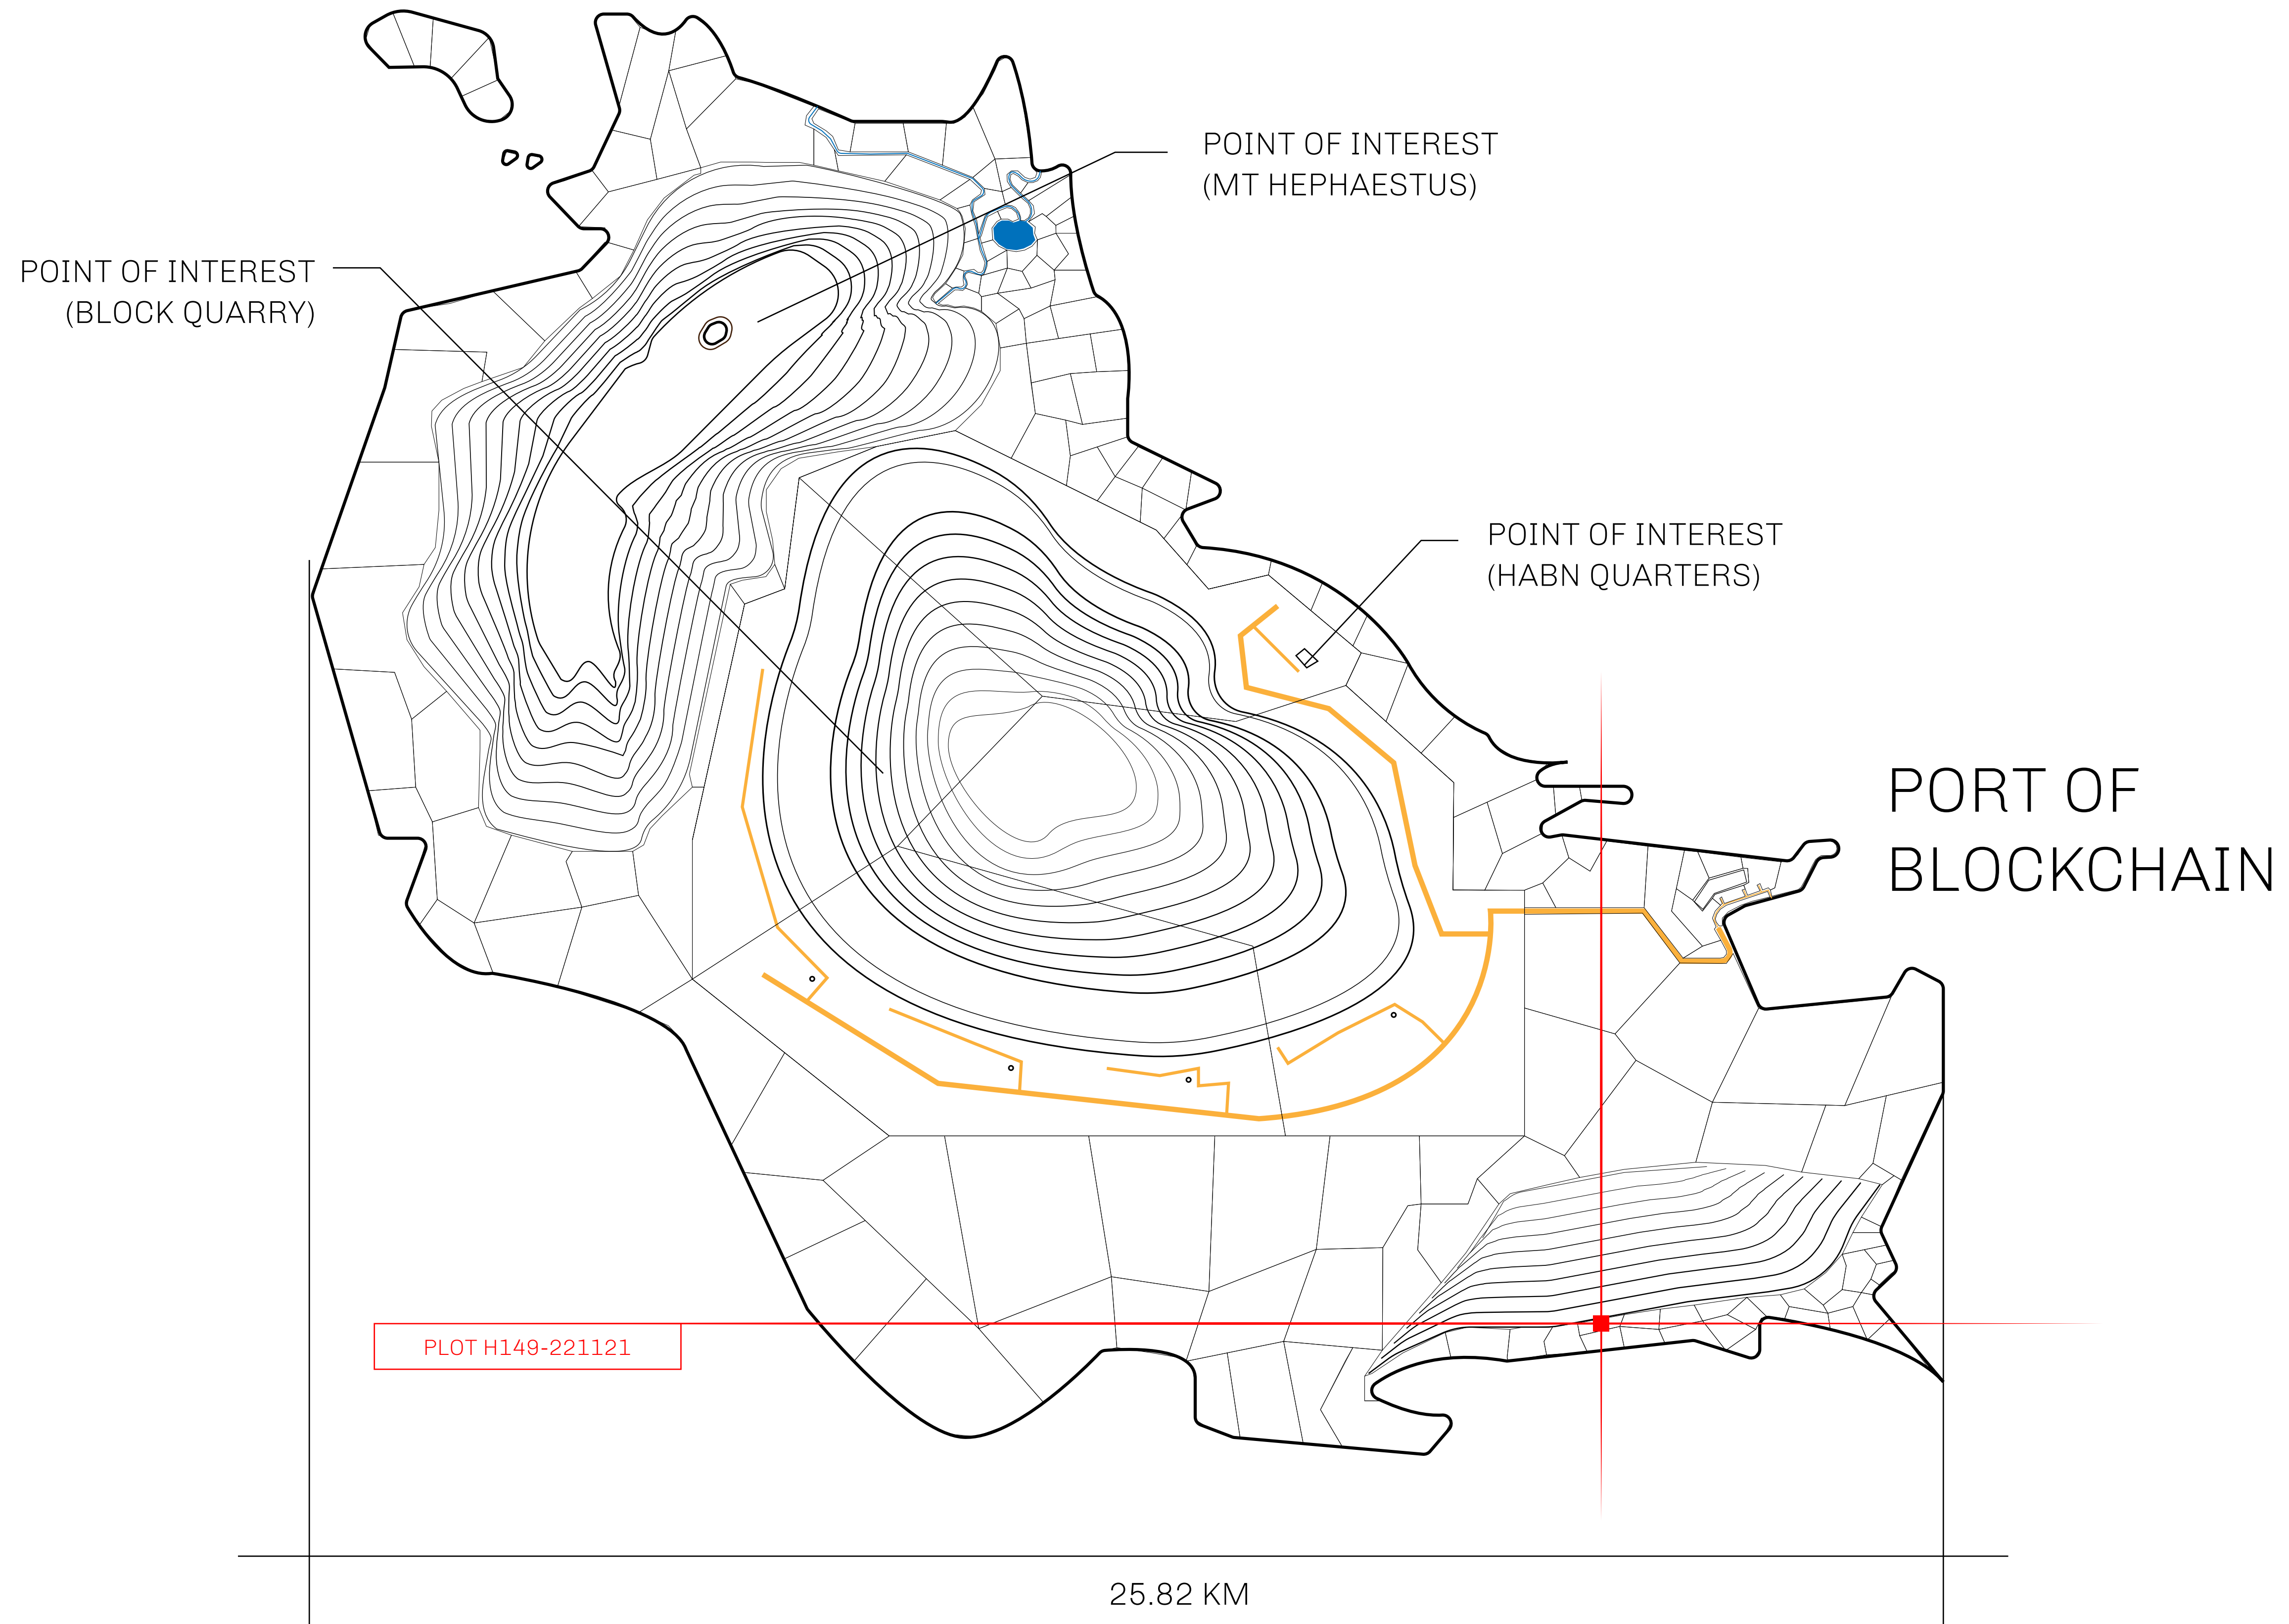 POINT OF INTEREST
(MT HEPHAESTUS)
POINT OF INTEREST
(BLOCK QUARRY)
POINT OF INTEREST
(HABN QUARTERS)
PORT OF
BLOCKCHAIN
PLOT H149-221121
25.82 KM